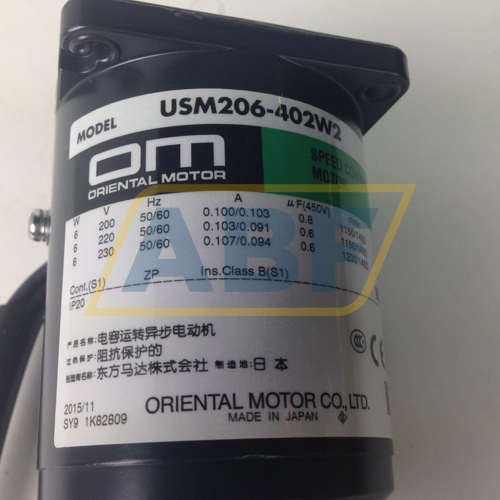 MODEL USM206-402W2
OM
ORIENTAL MOTOR
SPEED
MOTOR
W V Hz A μF(450V) r/min
6 200 50/60 0.100/0.103 0.8
6 220 50/60 0.103/0.091 0.6
6 230 50/60 0.107/0.094 0.6
Cont.(S1) ZP Ins.Class B(S1)
IP20
ABF
产品名称:电容运转异步电动机
过热保护:阻抗保护的
制造商名:东方马达株式会社 制造地:日本
2015/11
SY9 1K82809
ORIENTAL MOTOR CO., LTD.
MADE IN JAPAN